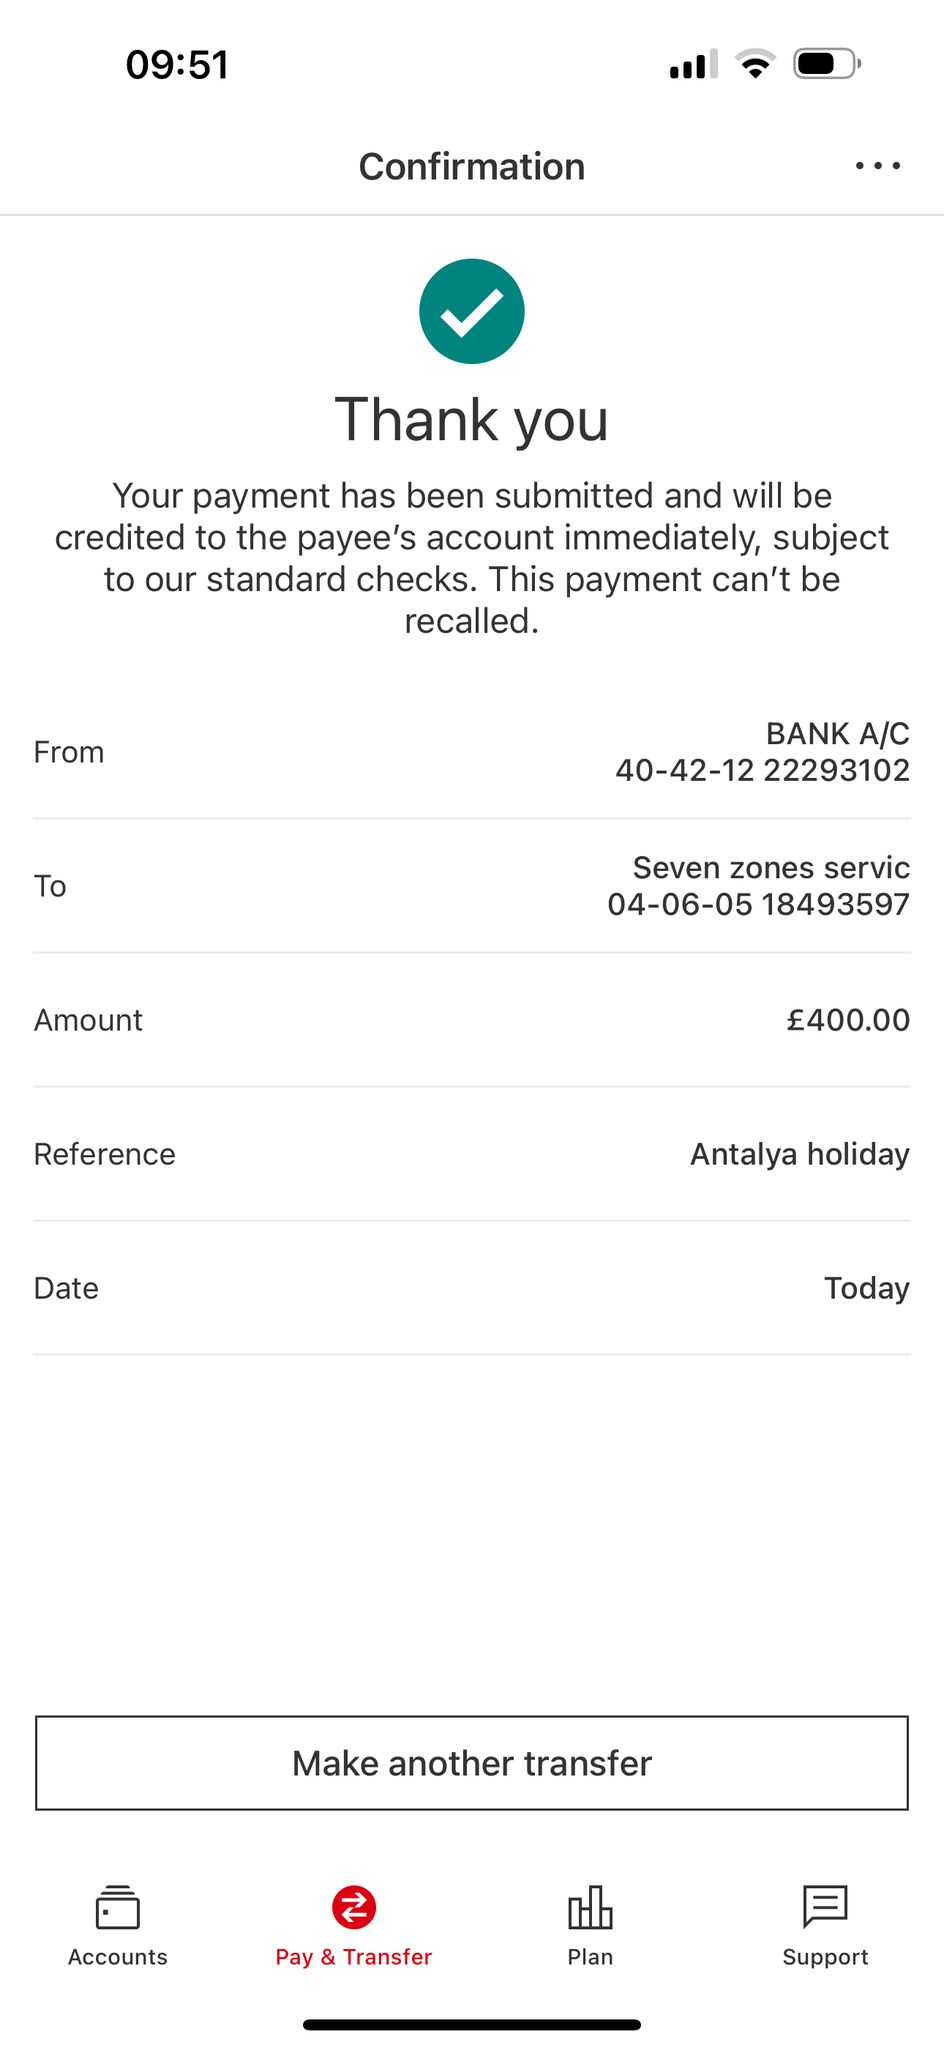 09:51
Confirmation
Thank you
Your payment has been submitted and will be
credited to the payee’s account immediately, subject
to our standard checks. This payment can’t be
recalled.
From
BANK A/C
40-42-12 22293102
To
Seven zones servic
04-06-05 18493597
Amount
£400.00
Reference
Antalya holiday
Date
Today
Make another transfer
Accounts
Pay & Transfer
Plan
Support